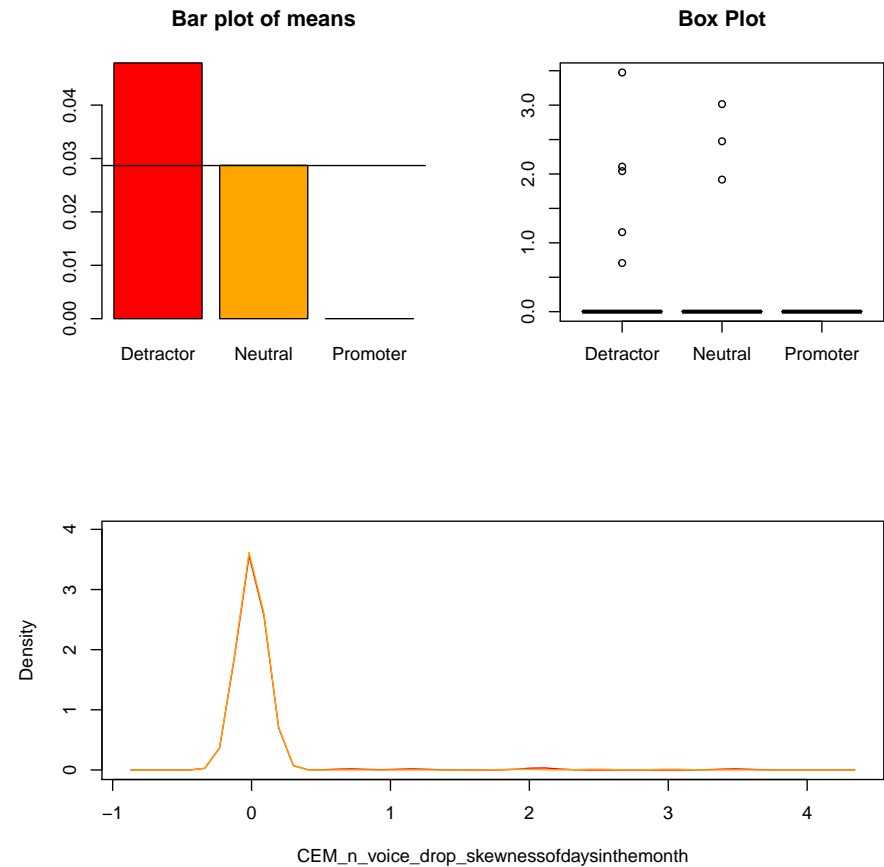 Bar plot of means
0.00 0.01 0.02 0.03 0.04
Detractor Neutral Promoter
Box Plot
0.0 1.0 2.0 3.0
Detractor Neutral Promoter
Density
0 1 2 3 4
−1 0 1 2 3 4
CEM_n_voice_drop_skewnessofdaysinthemonth